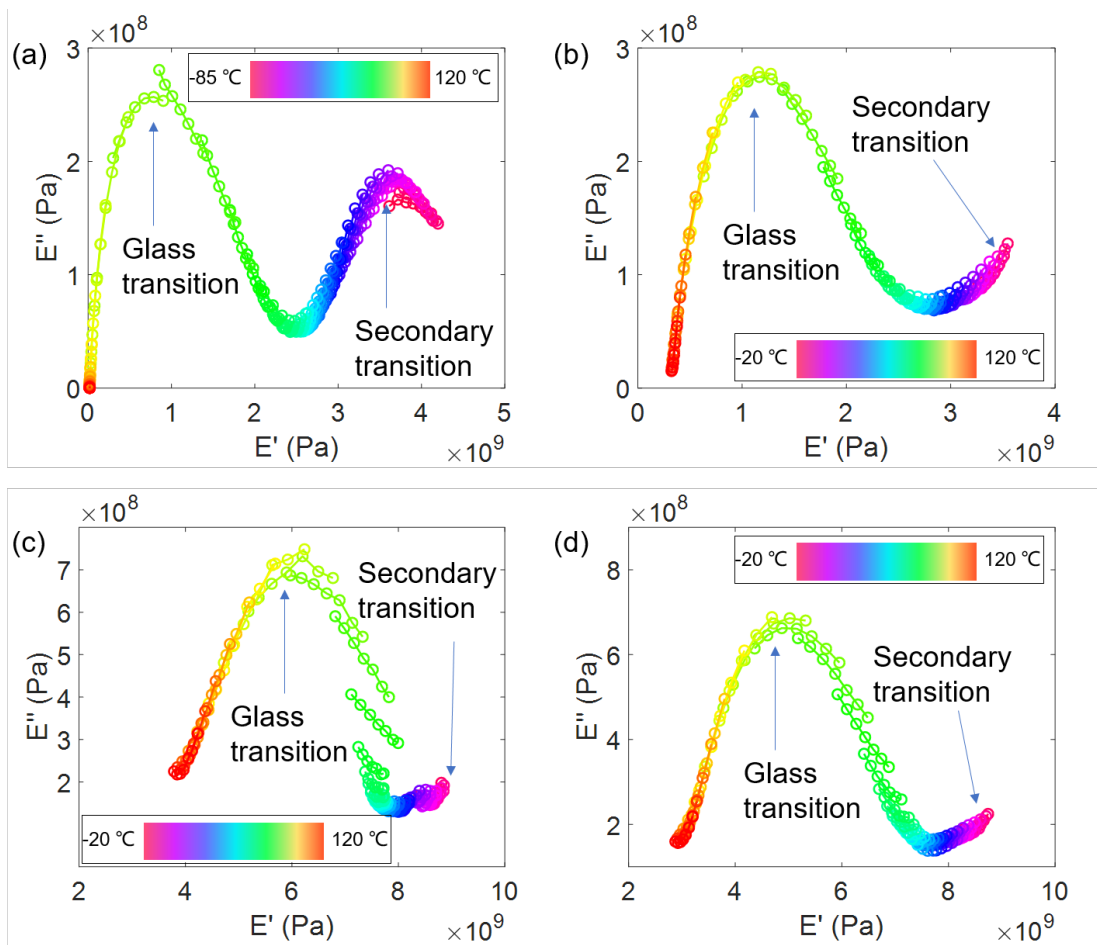 (a)
×10^8
3
2
1
0
E'' (Pa)
-85 ℃
120 ℃
Glass
transition
Secondary
transition
0
1
2
3
4
5
E' (Pa)
×10^9
(b)
×10^8
3
2
1
0
E'' (Pa)
Secondary
transition
Glass
transition
-20 ℃
120 ℃
0
1
2
3
4
E' (Pa)
×10^9
(c)
×10^8
7
6
5
4
3
2
E'' (Pa)
Secondary
transition
Glass
transition
-20 ℃
120 ℃
2
4
6
8
10
E' (Pa)
×10^9
(d)
×10^8
8
6
4
2
E'' (Pa)
-20 ℃
120 ℃
Secondary
transition
Glass
transition
2
4
6
8
10
E' (Pa)
×10^9